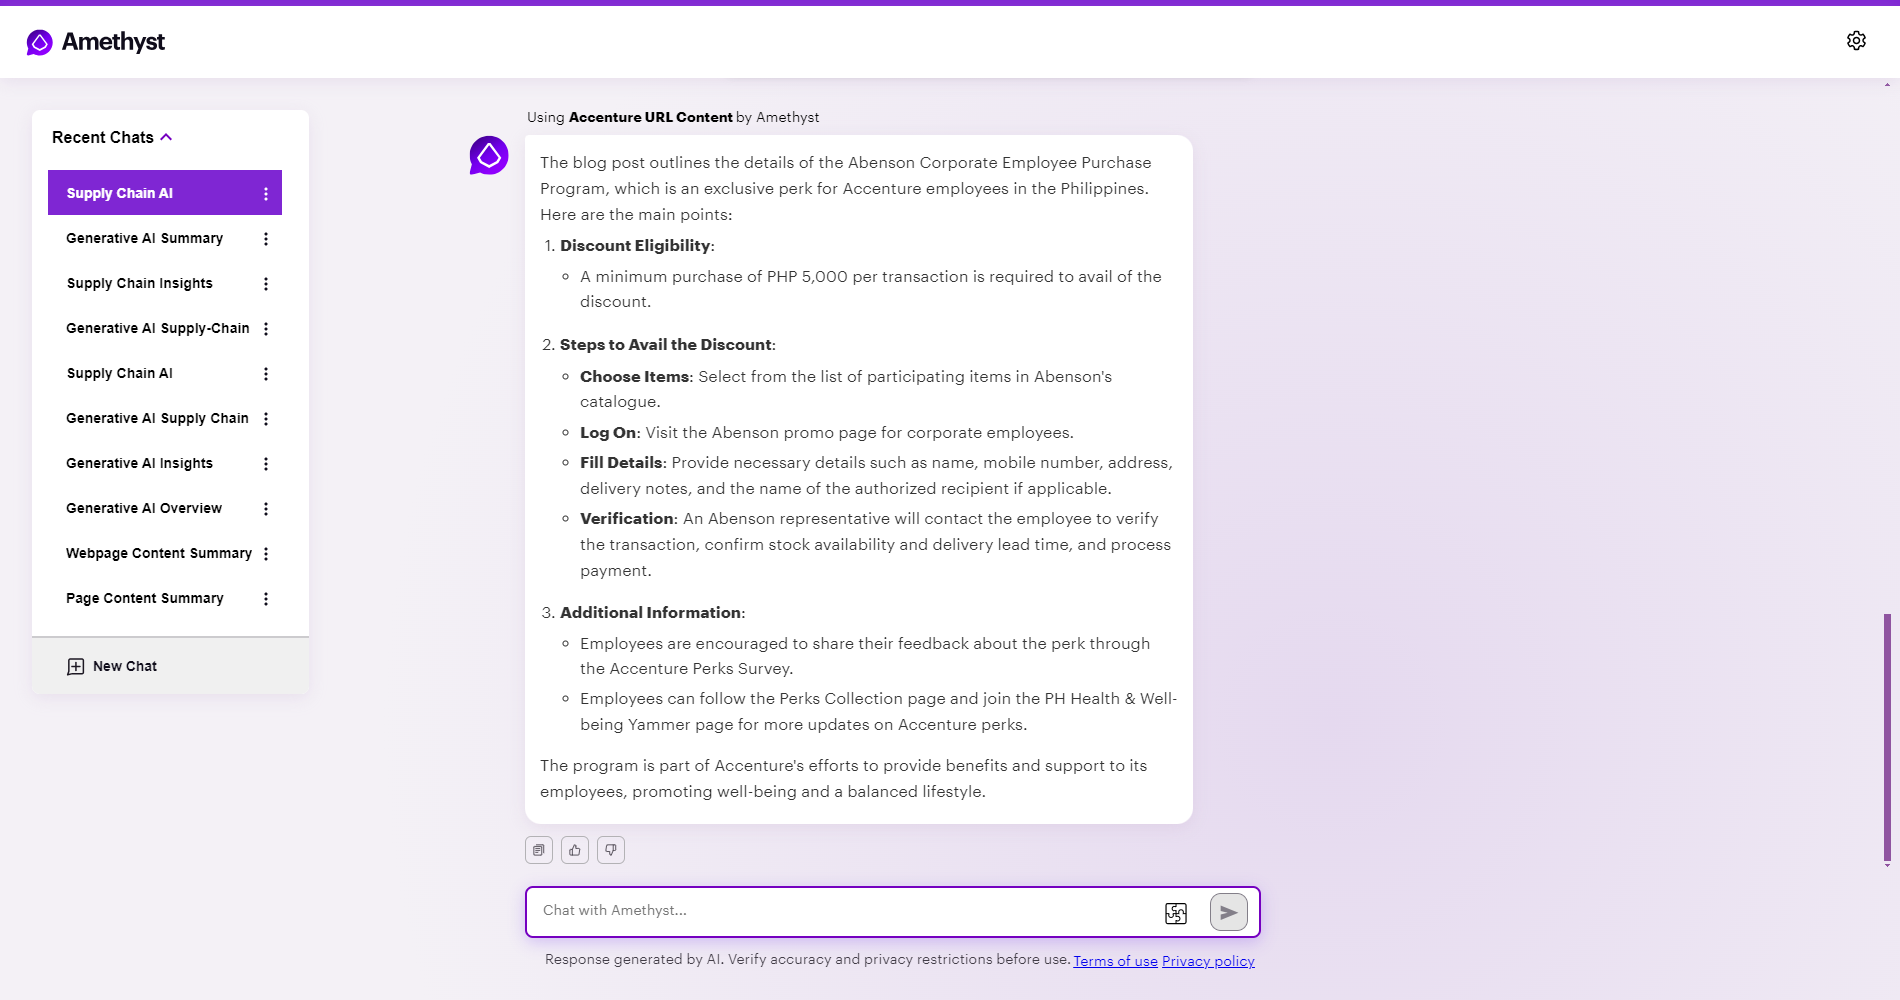 Amethyst
Recent Chats
Supply Chain AI
Generative AI Summary
Supply Chain Insights
Generative AI Supply-Chain
Supply Chain AI
Generative AI Supply Chain
Generative AI Insights
Generative AI Overview
Webpage Content Summary
Page Content Summary
New Chat
Using Accenture URL Content by Amethyst
The blog post outlines the details of the Abenson Corporate Employee Purchase
Program, which is an exclusive perk for Accenture employees in the Philippines.
Here are the main points:
1. Discount Eligibility:
◦ A minimum purchase of PHP 5,000 per transaction is required to avail of the
discount.
2. Steps to Avail the Discount:
◦ Choose Items: Select from the list of participating items in Abenson's
catalogue.
◦ Log On: Visit the Abenson promo page for corporate employees.
◦ Fill Details: Provide necessary details such as name, mobile number, address,
delivery notes, and the name of the authorized recipient if applicable.
◦ Verification: An Abenson representative will contact the employee to verify
the transaction, confirm stock availability and delivery lead time, and process
payment.
3. Additional Information:
◦ Employees are encouraged to share their feedback about the perk through
the Accenture Perks Survey.
◦ Employees can follow the Perks Collection page and join the PH Health & Well-
being Yammer page for more updates on Accenture perks.
The program is part of Accenture's efforts to provide benefits and support to its
employees, promoting well-being and a balanced lifestyle.
Chat with Amethyst...
Response generated by AI. Verify accuracy and privacy restrictions before use. Terms of use Privacy policy